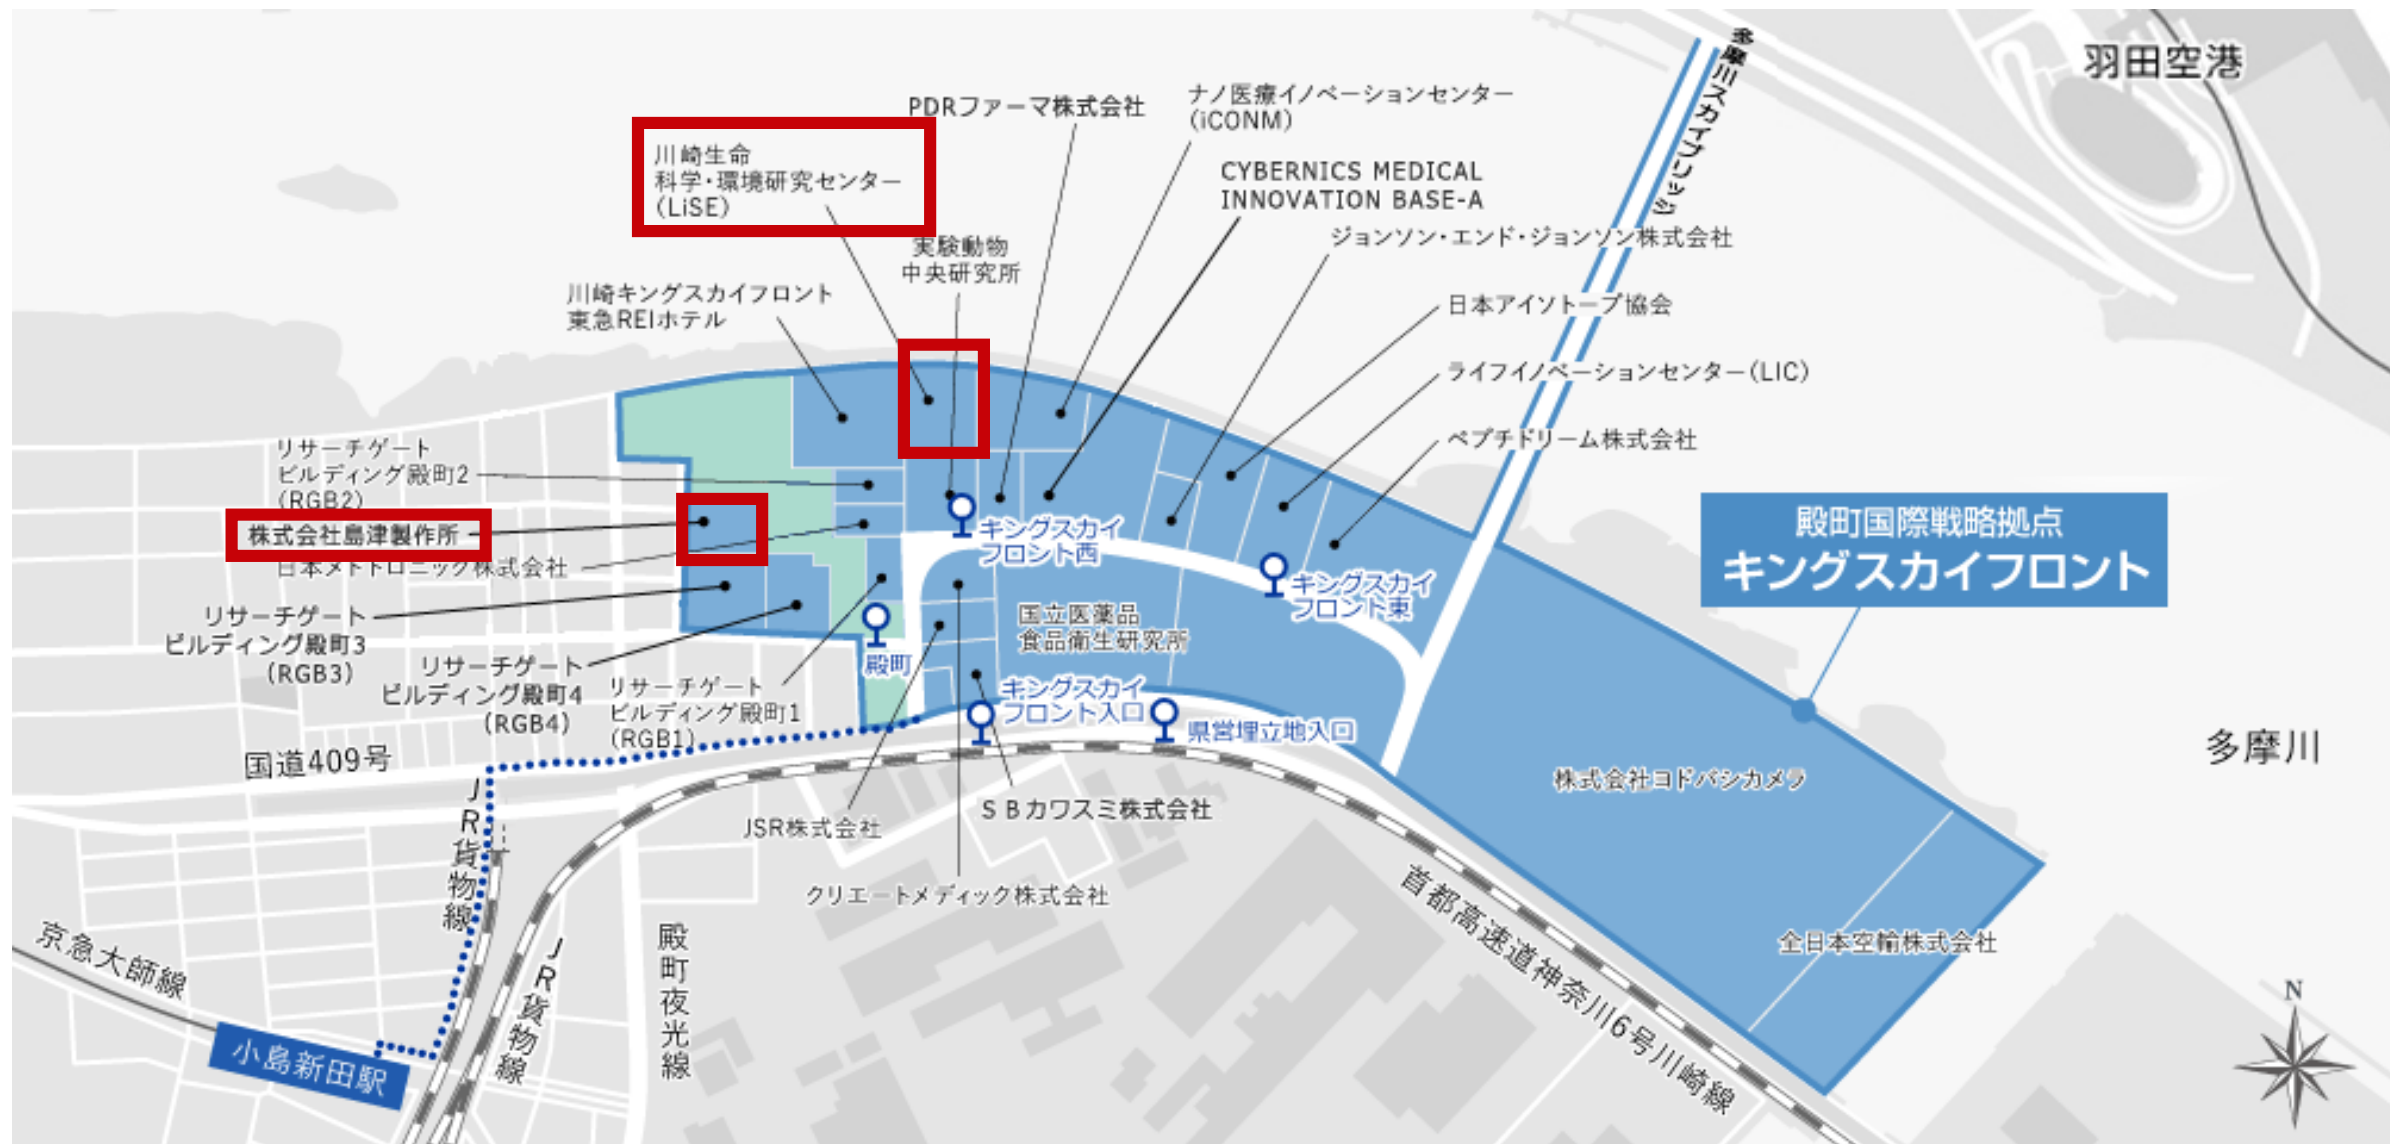 羽田空港
多摩川スカイブリッジ
PDRファーマ株式会社
ナノ医療イノベーションセンター
(iCONM)
川崎生命
科学・環境研究センター
(LiSE)
CYBERNICS MEDICAL
INNOVATION BASE-A
実験動物
中央研究所
ジョンソン・エンド・ジョンソン株式会社
川崎キングスカイフロント
東急REIホテル
日本アイソトープ協会
ライフイノベーションセンター(LIC)
ペプチドリーム株式会社
リサーチゲート
ビルディング殿町2
(RGB2)
株式会社島津製作所
日本メドトロニック株式会社
キングスカイ
フロント西
キングスカイ
フロント東
殿町国際戦略拠点
キングスカイフロント
リサーチゲート
ビルディング殿町3
(RGB3)
リサーチゲート
ビルディング殿町4
(RGB4)
リサーチゲート
ビルディング殿町1
(RGB1)
殿町
国立医薬品
食品衛生研究所
キングスカイ
フロント入口
県営埋立地入口
国道409号
多摩川
株式会社ヨドバシカメラ
JR貨物線
JSR株式会社
SBカワスミ株式会社
クリエートメディック株式会社
首都高速道神奈川6号川崎線
全日本空輸株式会社
京急大師線
JR貨物線
殿町夜光線
小島新田駅
N